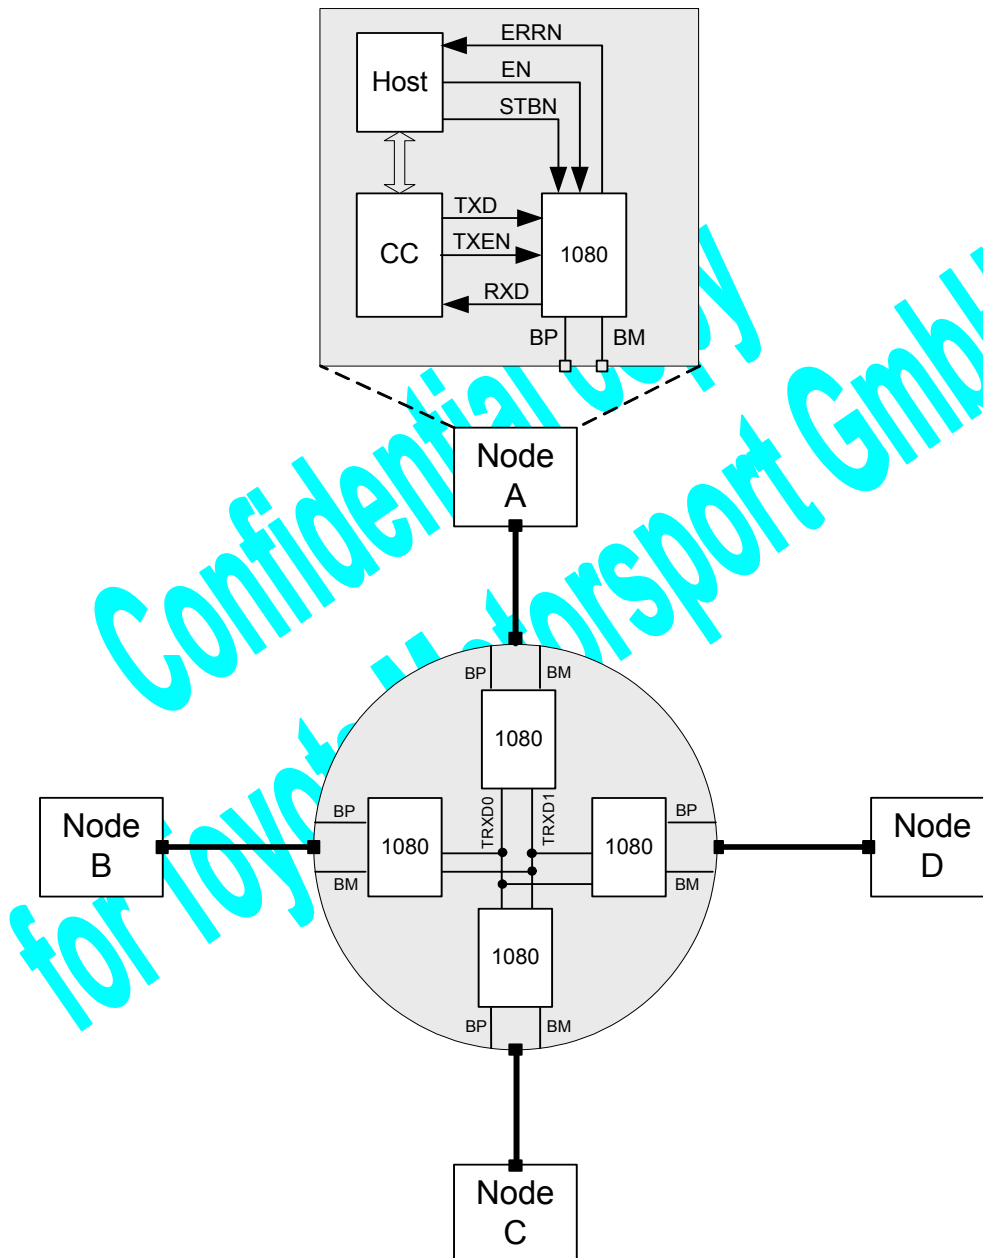 ERRN
Host
EN
STBN
TXD
CC
TXEN
1080
RXD
BP
BM
Confidential copy
for Toyota Motorsport GmbH
Node
A
BP
BM
1080
TRXD0
TRXD1
Node
B
BP
1080
BM
BP
1080
BM
Node
D
1080
BP
BM
Node
C